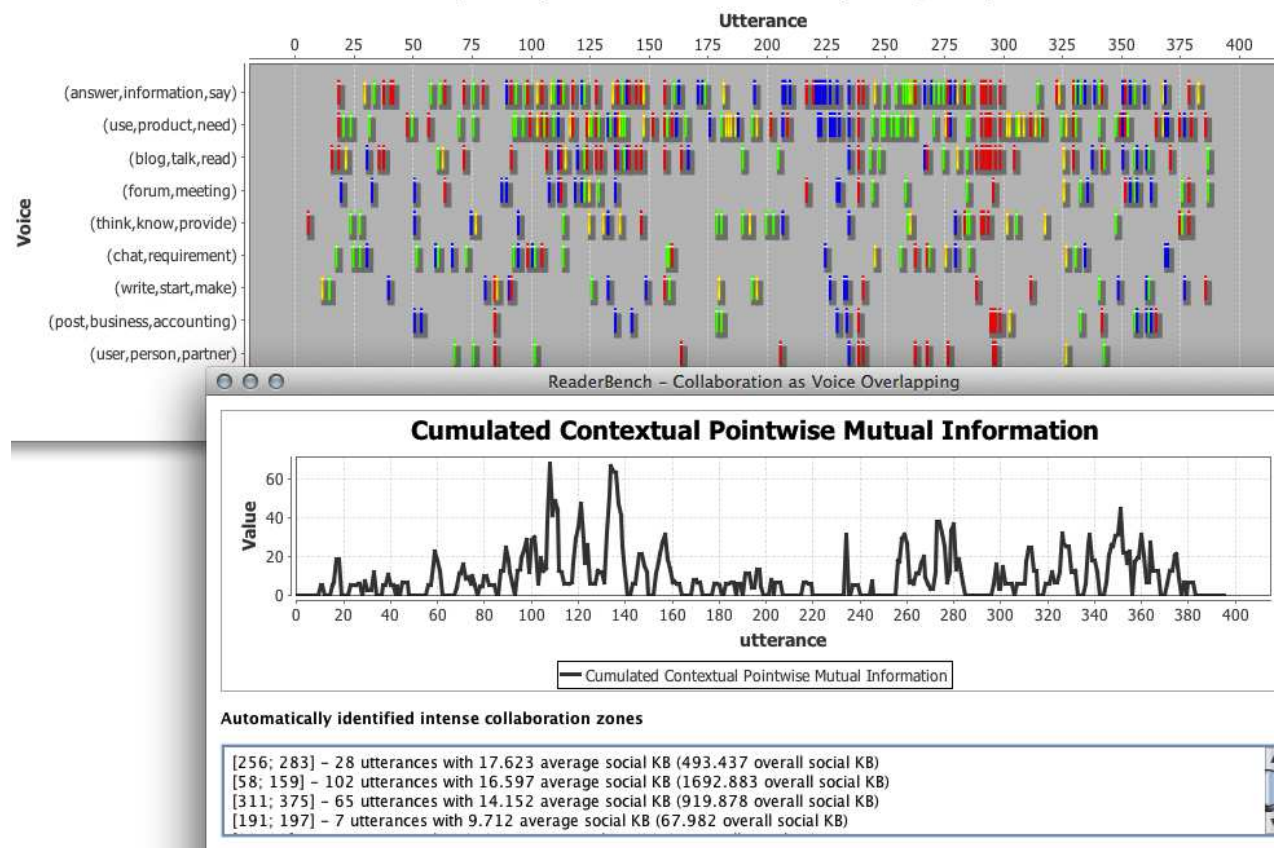 Utterance
0 25 50 75 100 125 150 175 200 225 250 275 300 325 350 375 400
Voice
(answer,information,say)
(use,product,need)
(blog,talk,read)
(forum,meeting)
(think,know,provide)
(chat,requirement)
(write,start,make)
(post,business,accounting)
(user,person,partner)
ReaderBench – Collaboration as Voice Overlapping
Cumulated Contextual Pointwise Mutual Information
Value
60
40
20
0
0 20 40 60 80 100 120 140 160 180 200 220 240 260 280 300 320 340 360 380 400
utterance
Cumulated Contextual Pointwise Mutual Information
Automatically identified intense collaboration zones
[256; 283] – 28 utterances with 17.623 average social KB (493.437 overall social KB)
[58; 159] – 102 utterances with 16.597 average social KB (1692.883 overall social KB)
[311; 375] – 65 utterances with 14.152 average social KB (919.878 overall social KB)
[191; 197] – 7 utterances with 9.712 average social KB (67.982 overall social KB)